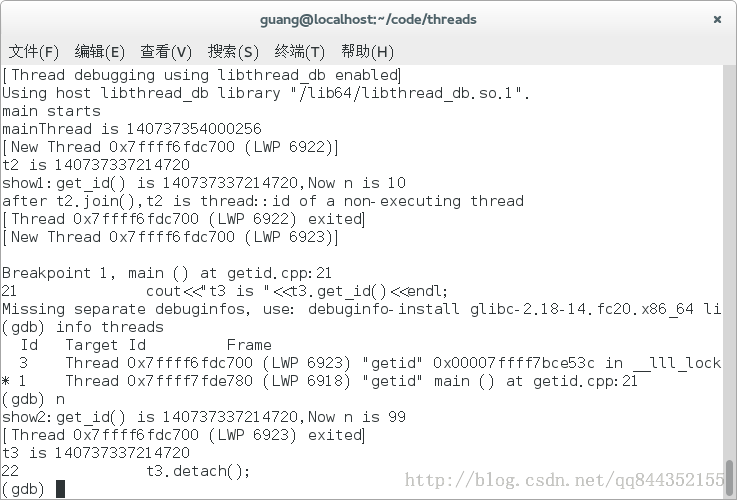 guang@localhost:~/code/threads
文件(F) 编辑(E) 查看(V) 搜索(S) 终端(T) 帮助(H)
[Thread debugging using libthread_db enabled]
Using host libthread_db library "/lib64/libthread_db.so.1".
main starts
mainThread is 140737354000256
[New Thread 0x7ffff6fdc700 (LWP 6922)]
t2 is 140737337214720
show1:get_id() is 140737337214720,Now n is 10
after t2.join(),t2 is thread::id of a non-executing thread
[Thread 0x7ffff6fdc700 (LWP 6922) exited]
[New Thread 0x7ffff6fdc700 (LWP 6923)]
Breakpoint 1, main () at getid.cpp:21
21 cout<<"t3 is "<<t3.get_id()<<endl;
Missing separate debuginfos, use: debuginfo-install glibc-2.18-14.fc20.x86_64 li
(gdb) info threads
Id Target Id Frame
3 Thread 0x7ffff6fdc700 (LWP 6923) "getid" 0x00007ffff7bce53c in __lll_lock
* 1 Thread 0x7ffff7fde780 (LWP 6918) "getid" main () at getid.cpp:21
(gdb) n
show2:get_id() is 140737337214720,Now n is 99
[Thread 0x7ffff6fdc700 (LWP 6923) exited]
t3 is 140737337214720
22 t3.detach();
(gdb)
http://blog.csdn.net/qq844352155